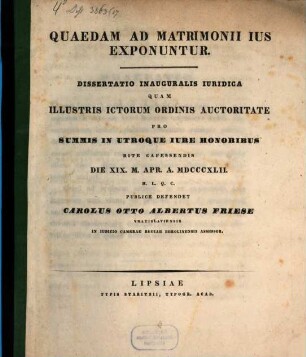 QUAEDAM AD MATRIMONII IUS
EXPONUNTUR.
DISSERTATIO INAUGURALIS IURIDICA
QUAM
ILLUSTRIS ICTORUM ORDINIS AUCTORITATE
PRO
SUMMIS IN UTROQUE IURE HONORIBUS
RITE CAPESSENDIS
DIE XIX. M. APR. A. MDCCCXLII.
H. L. Q. C.
PUBLICE DEFENDET
CAROLUS OTTO ALBERTUS FRIESE
VRATISLAVIENSIS
IN IUDICIO CAMERAE REGIAE BEROLINENSIS ASSESSOR.
LIPSIAE
TYPIS STARITZII, TYPOGR. ACAD.